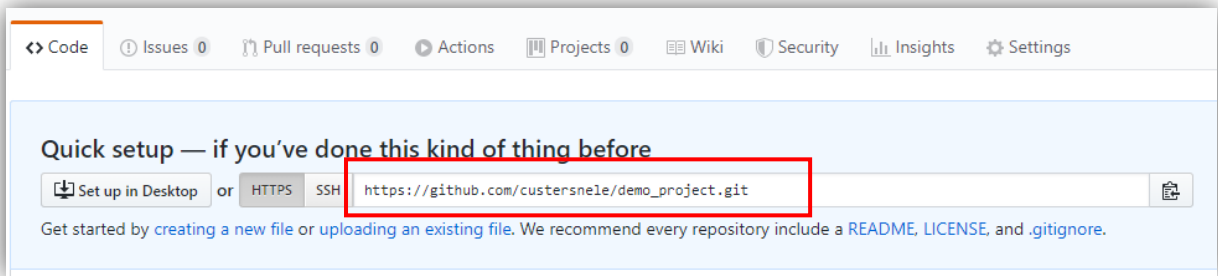 Code Issues 0 Pull requests 0 Actions Projects 0 Wiki Security Insights Settings
Quick setup — if you've done this kind of thing before
Set up in Desktop or HTTPS SSH https://github.com/custersnele/demo_project.git
Get started by creating a new file or uploading an existing file. We recommend every repository include a README, LICENSE, and .gitignore.